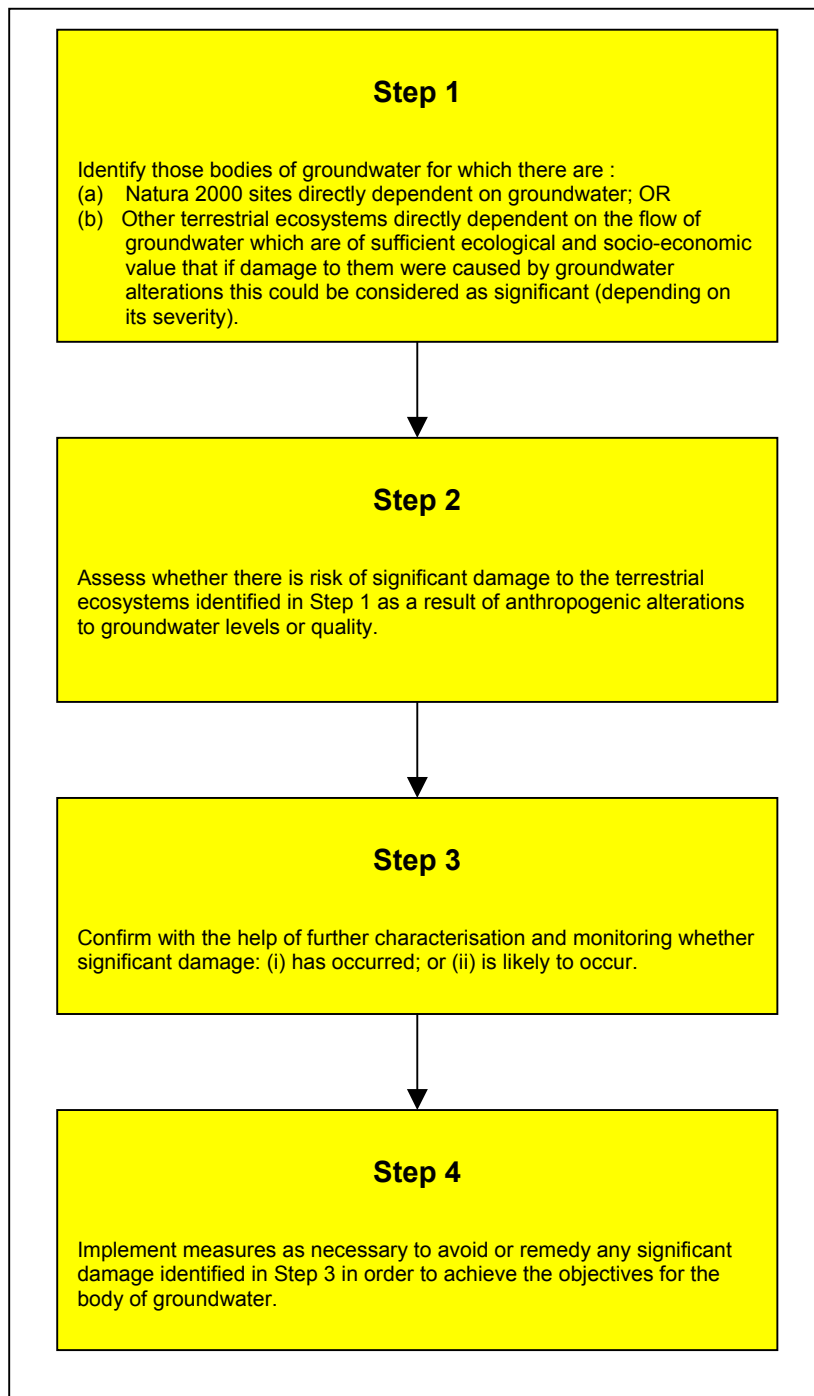 Step 1
Identify those bodies of groundwater for which there are :
(a) Natura 2000 sites directly dependent on groundwater; OR
(b) Other terrestrial ecosystems directly dependent on the flow of
groundwater which are of sufficient ecological and socio-economic
value that if damage to them were caused by groundwater
alterations this could be considered as significant (depending on
its severity).
Step 2
Assess whether there is risk of significant damage to the terrestrial
ecosystems identified in Step 1 as a result of anthropogenic alterations
to groundwater levels or quality.
Step 3
Confirm with the help of further characterisation and monitoring whether
significant damage: (i) has occurred; or (ii) is likely to occur.
Step 4
Implement measures as necessary to avoid or remedy any significant
damage identified in Step 3 in order to achieve the objectives for the
body of groundwater.